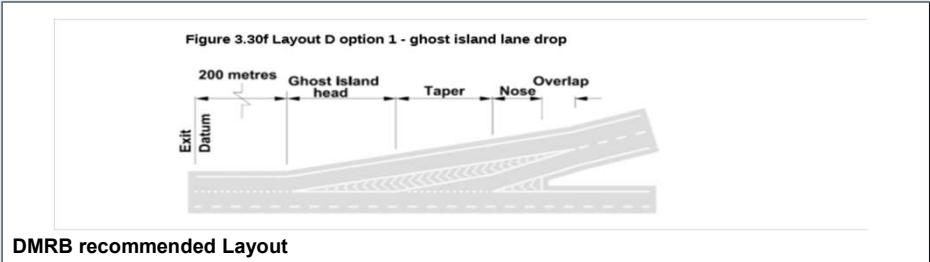 Figure 3.30f Layout D option 1 - ghost island lane drop
200 metres
Ghost Island
head
Taper
Nose
Overlap
Exit
Datum
DMRB recommended Layout